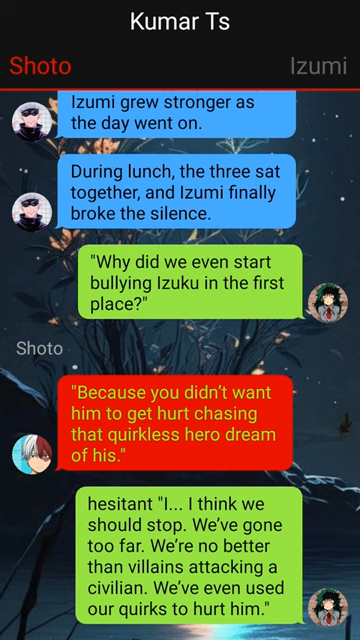 Kumar Ts
Shoto
Izumi
Izumi grew stronger as
the day went on.
During lunch, the three sat
together, and Izumi finally
broke the silence.
"Why did we even start
bullying Izuku in the first
place?"
Shoto
"Because you didn't want
him to get hurt chasing
that quirkless hero dream
of his."
hesitant "I... I think we
should stop. We've gone
too far. We're no better
than villains attacking a
civilian. We've even used
our quirks to hurt him."